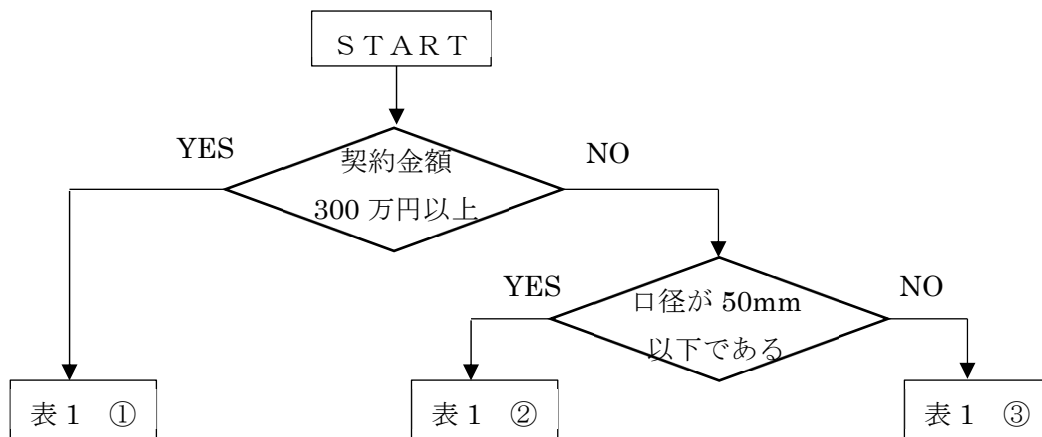 ＳＴＡＲＴ
YES
契約金額
300 万円以上
NO
YES
口径が 50mm
以下である
NO
表１　①
表１　②
表１　③